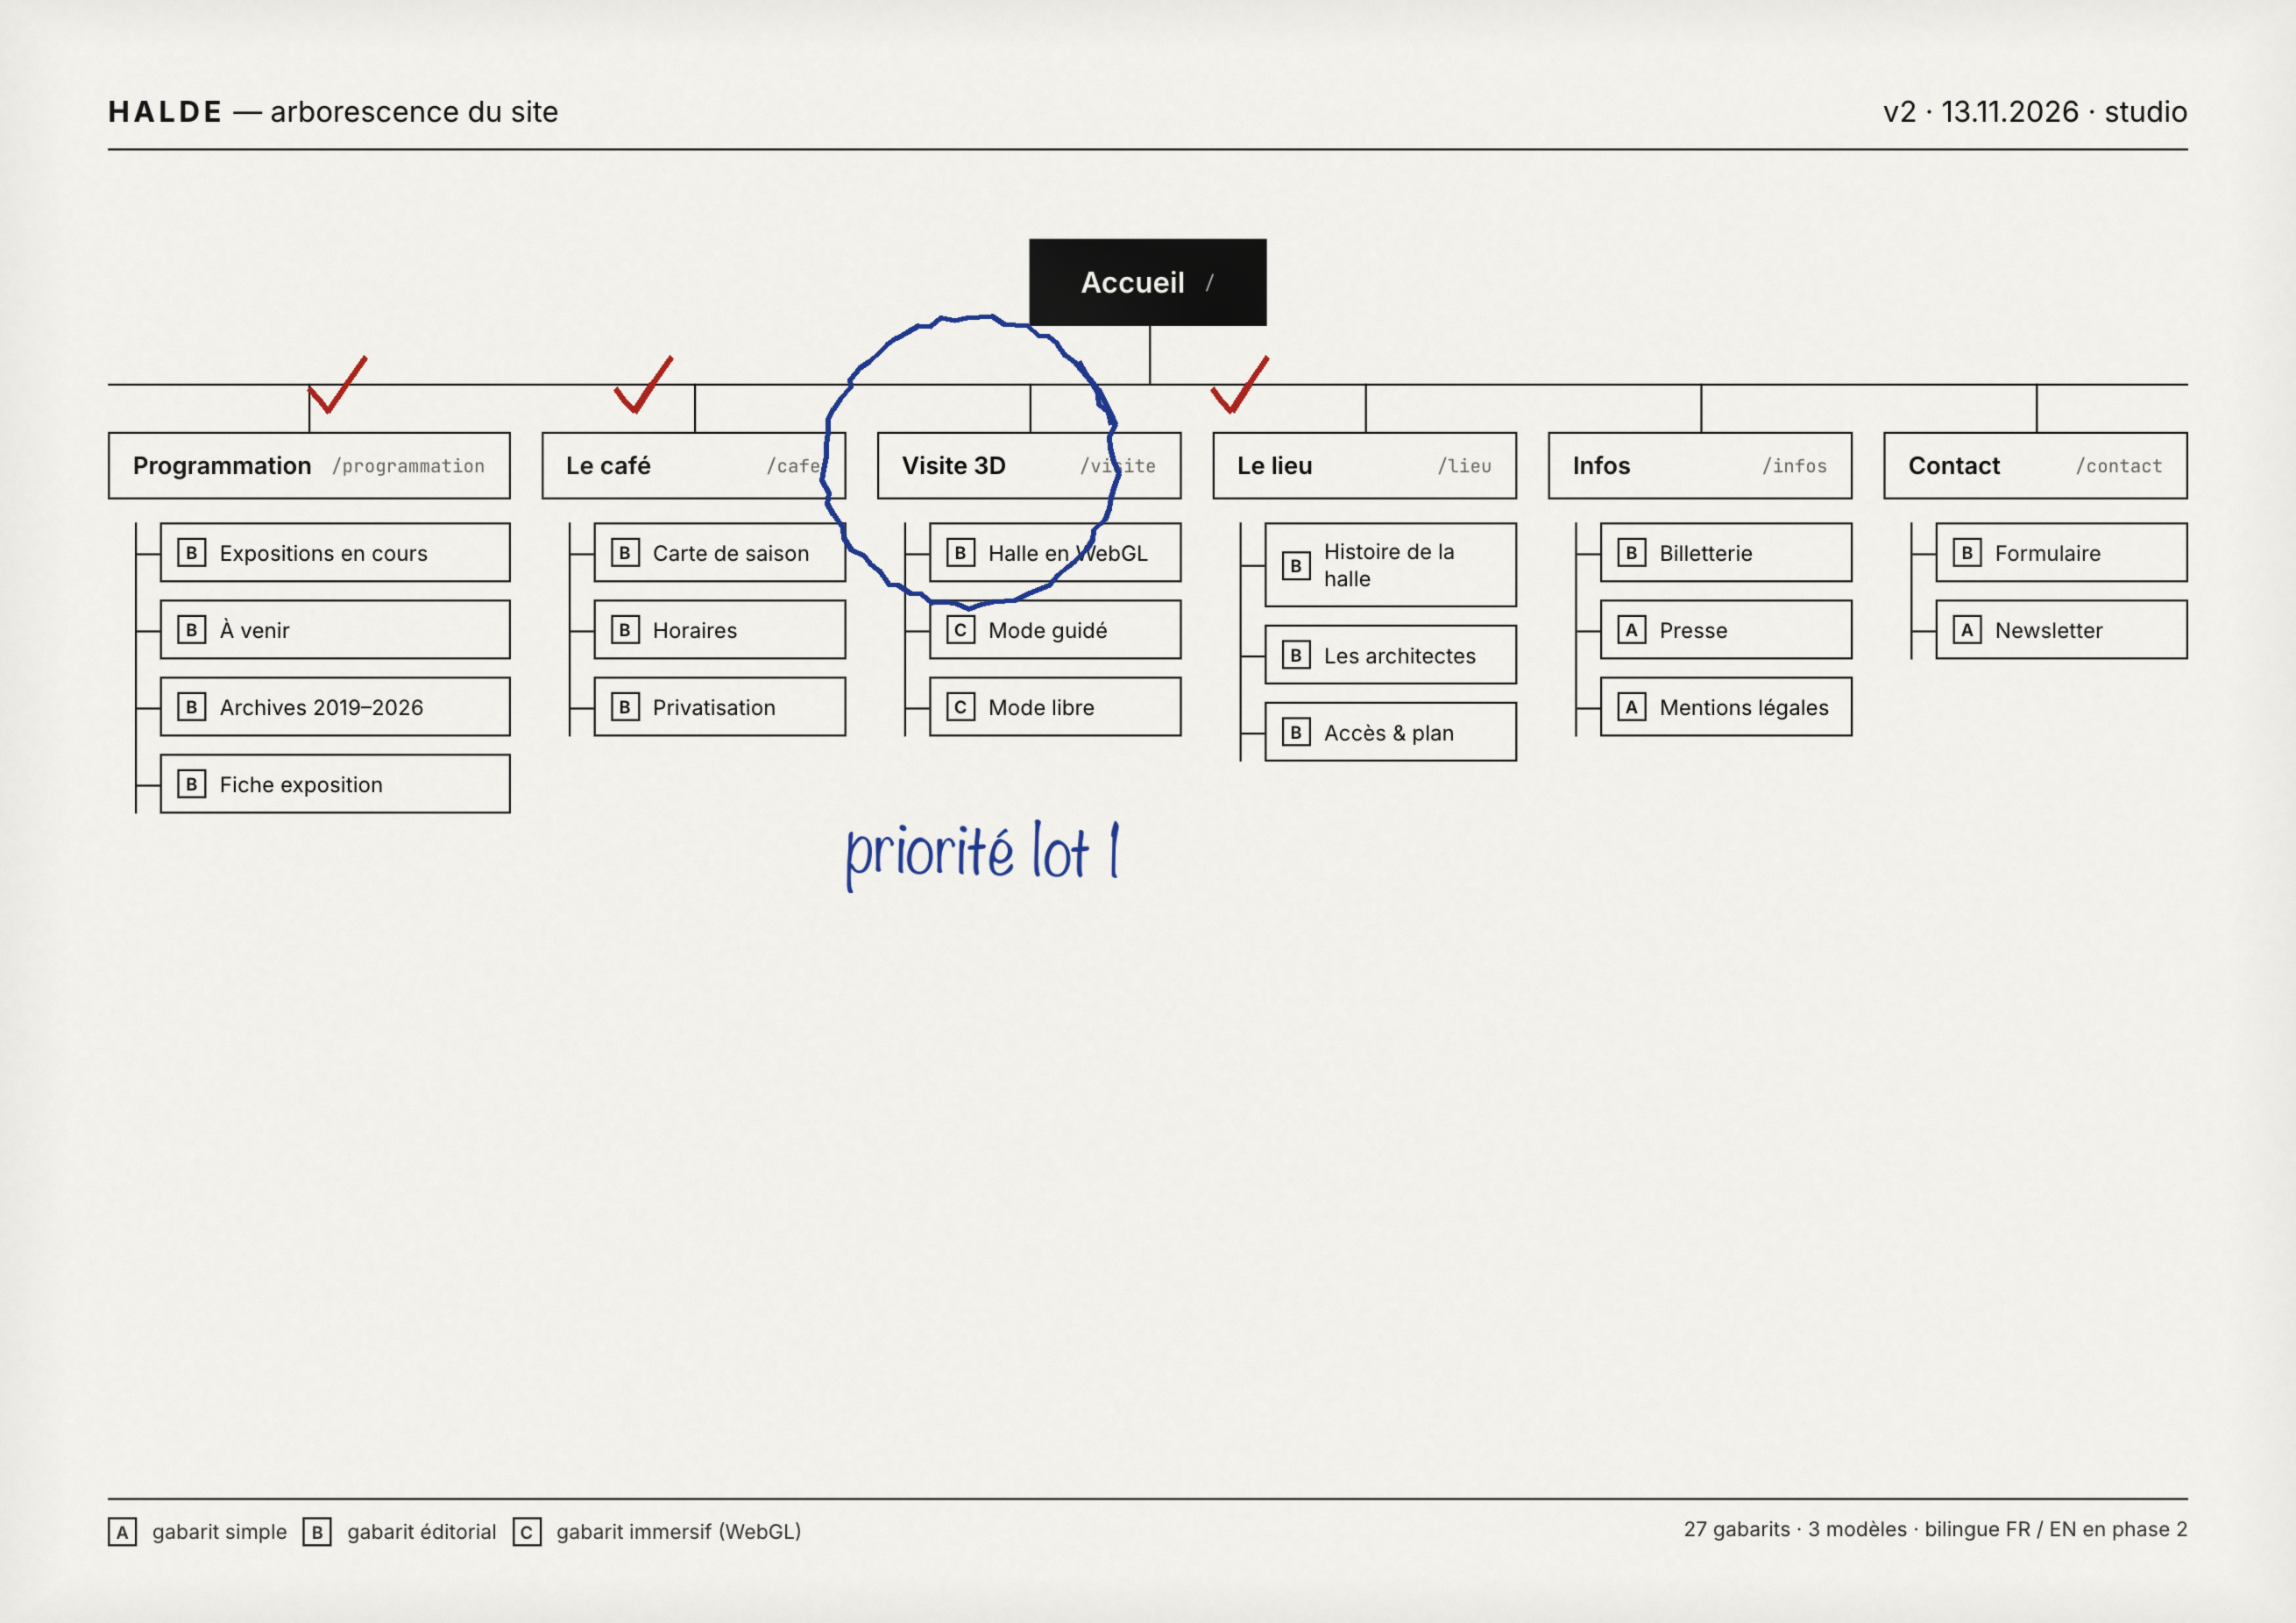 HALDE — arborescence du site
v2 · 13.11.2026 · studio
Accueil /
Programmation /programmation
B Expositions en cours
B À venir
B Archives 2019–2026
B Fiche exposition
Le café /cafe
B Carte de saison
B Horaires
B Privatisation
Visite 3D /visite
B Halle en WebGL
C Mode guidé
C Mode libre
Le lieu /lieu
B Histoire de la
halle
B Les architectes
B Accès & plan
Infos /infos
B Billetterie
A Presse
A Mentions légales
Contact /contact
B Formulaire
A Newsletter
priorité lot 1
A gabarit simple B gabarit éditorial C gabarit immersif (WebGL)
27 gabarits · 3 modèles · bilingue FR / EN en phase 2